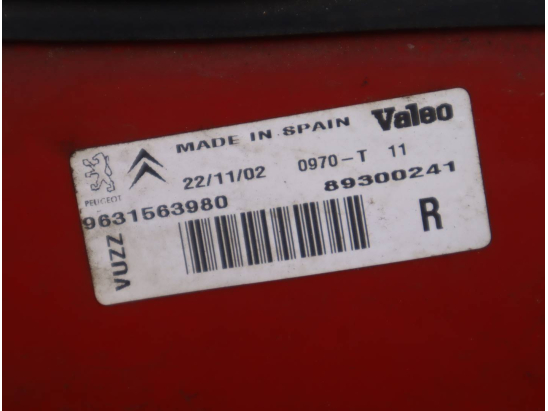 MADE IN SPAIN Valeo
22/11/02 0970-T 11
PEUGEOT
9631563980 89300241
VUZZ R